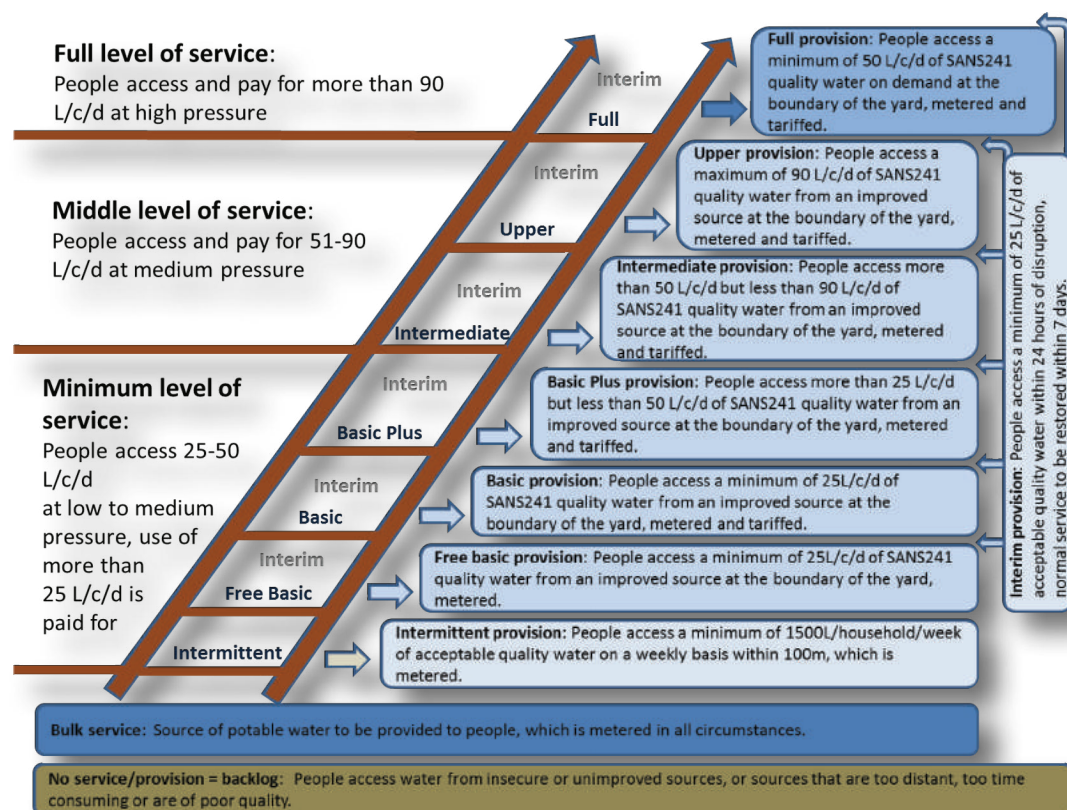 Full level of service:
People access and pay for more than 90
L/c/d at high pressure
Middle level of service:
People access and pay for 51-90
L/c/d at medium pressure
Minimum level of
service:
People access 25-50
L/c/d
at low to medium
pressure, use of
more than
25 L/c/d is
paid for
Interim
Full
Interim
Upper
Interim
Intermediate
Interim
Basic Plus
Interim
Basic
Interim
Free Basic
Intermittent
Full provision: People access a
minimum of 50 L/c/d of SANS241
quality water on demand at the
boundary of the yard, metered and
tariffed.
Upper provision: People access a
maximum of 90 L/c/d of SANS241
quality water from an improved
source at the boundary of the yard,
metered and tariffed.
Intermediate provision: People access more
than 50 L/c/d but less than 90 L/c/d of
SANS241 quality water from an improved
source at the boundary of the yard, metered
and tariffed.
Basic Plus provision: People access more than 25 L/c/d
but less than 50 L/c/d of SANS241 quality water from an
improved source at the boundary of the yard, metered
and tariffed.
Basic provision: People access a minimum of 25L/c/d of
SANS241 quality water from an improved source at the
boundary of the yard, metered and tariffed.
Free basic provision: People access a minimum of 25L/c/d of SANS241
quality water from an improved source at the boundary of the yard,
metered.
Intermittent provision: People access a minimum of 1500L/household/week
of acceptable quality water on a weekly basis within 100m, which is
metered.
Interim provision: People access a minimum of 25 L/c/d of
acceptable quality water within 24 hours of disruption,
normal service to be restored within 7 days.
Bulk service: Source of potable water to be provided to people, which is metered in all circumstances.
No service/provision = backlog: People access water from insecure or unimproved sources, or sources that are too distant, too time
consuming or are of poor quality.